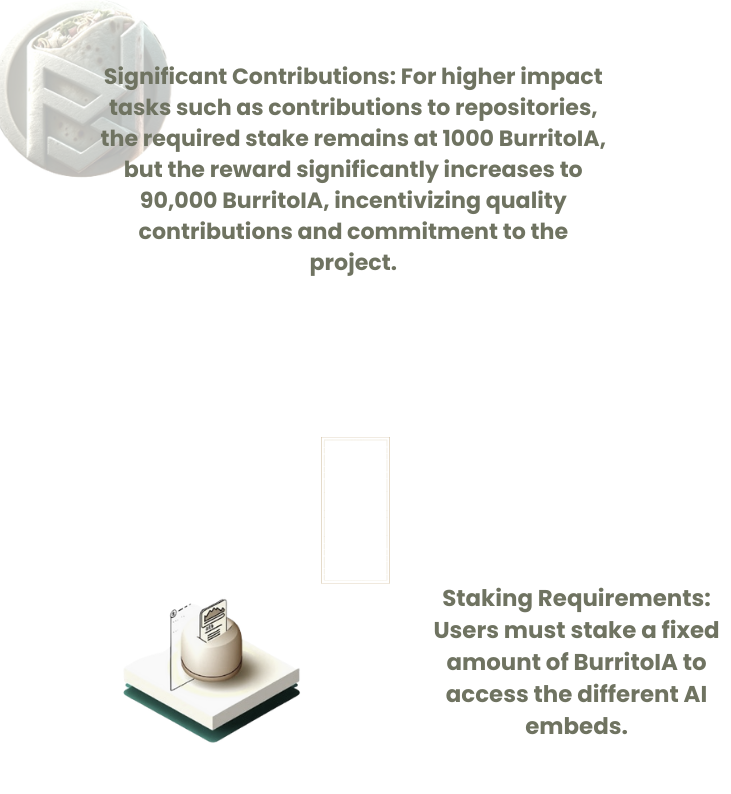 Significant Contributions: For higher impact
tasks such as contributions to repositories,
the required stake remains at 1000 BurritoIA,
but the reward significantly increases to
90,000 BurritoIA, incentivizing quality
contributions and commitment to the
project.
Staking Requirements:
Users must stake a fixed
amount of BurritoIA to
access the different AI
embeds.